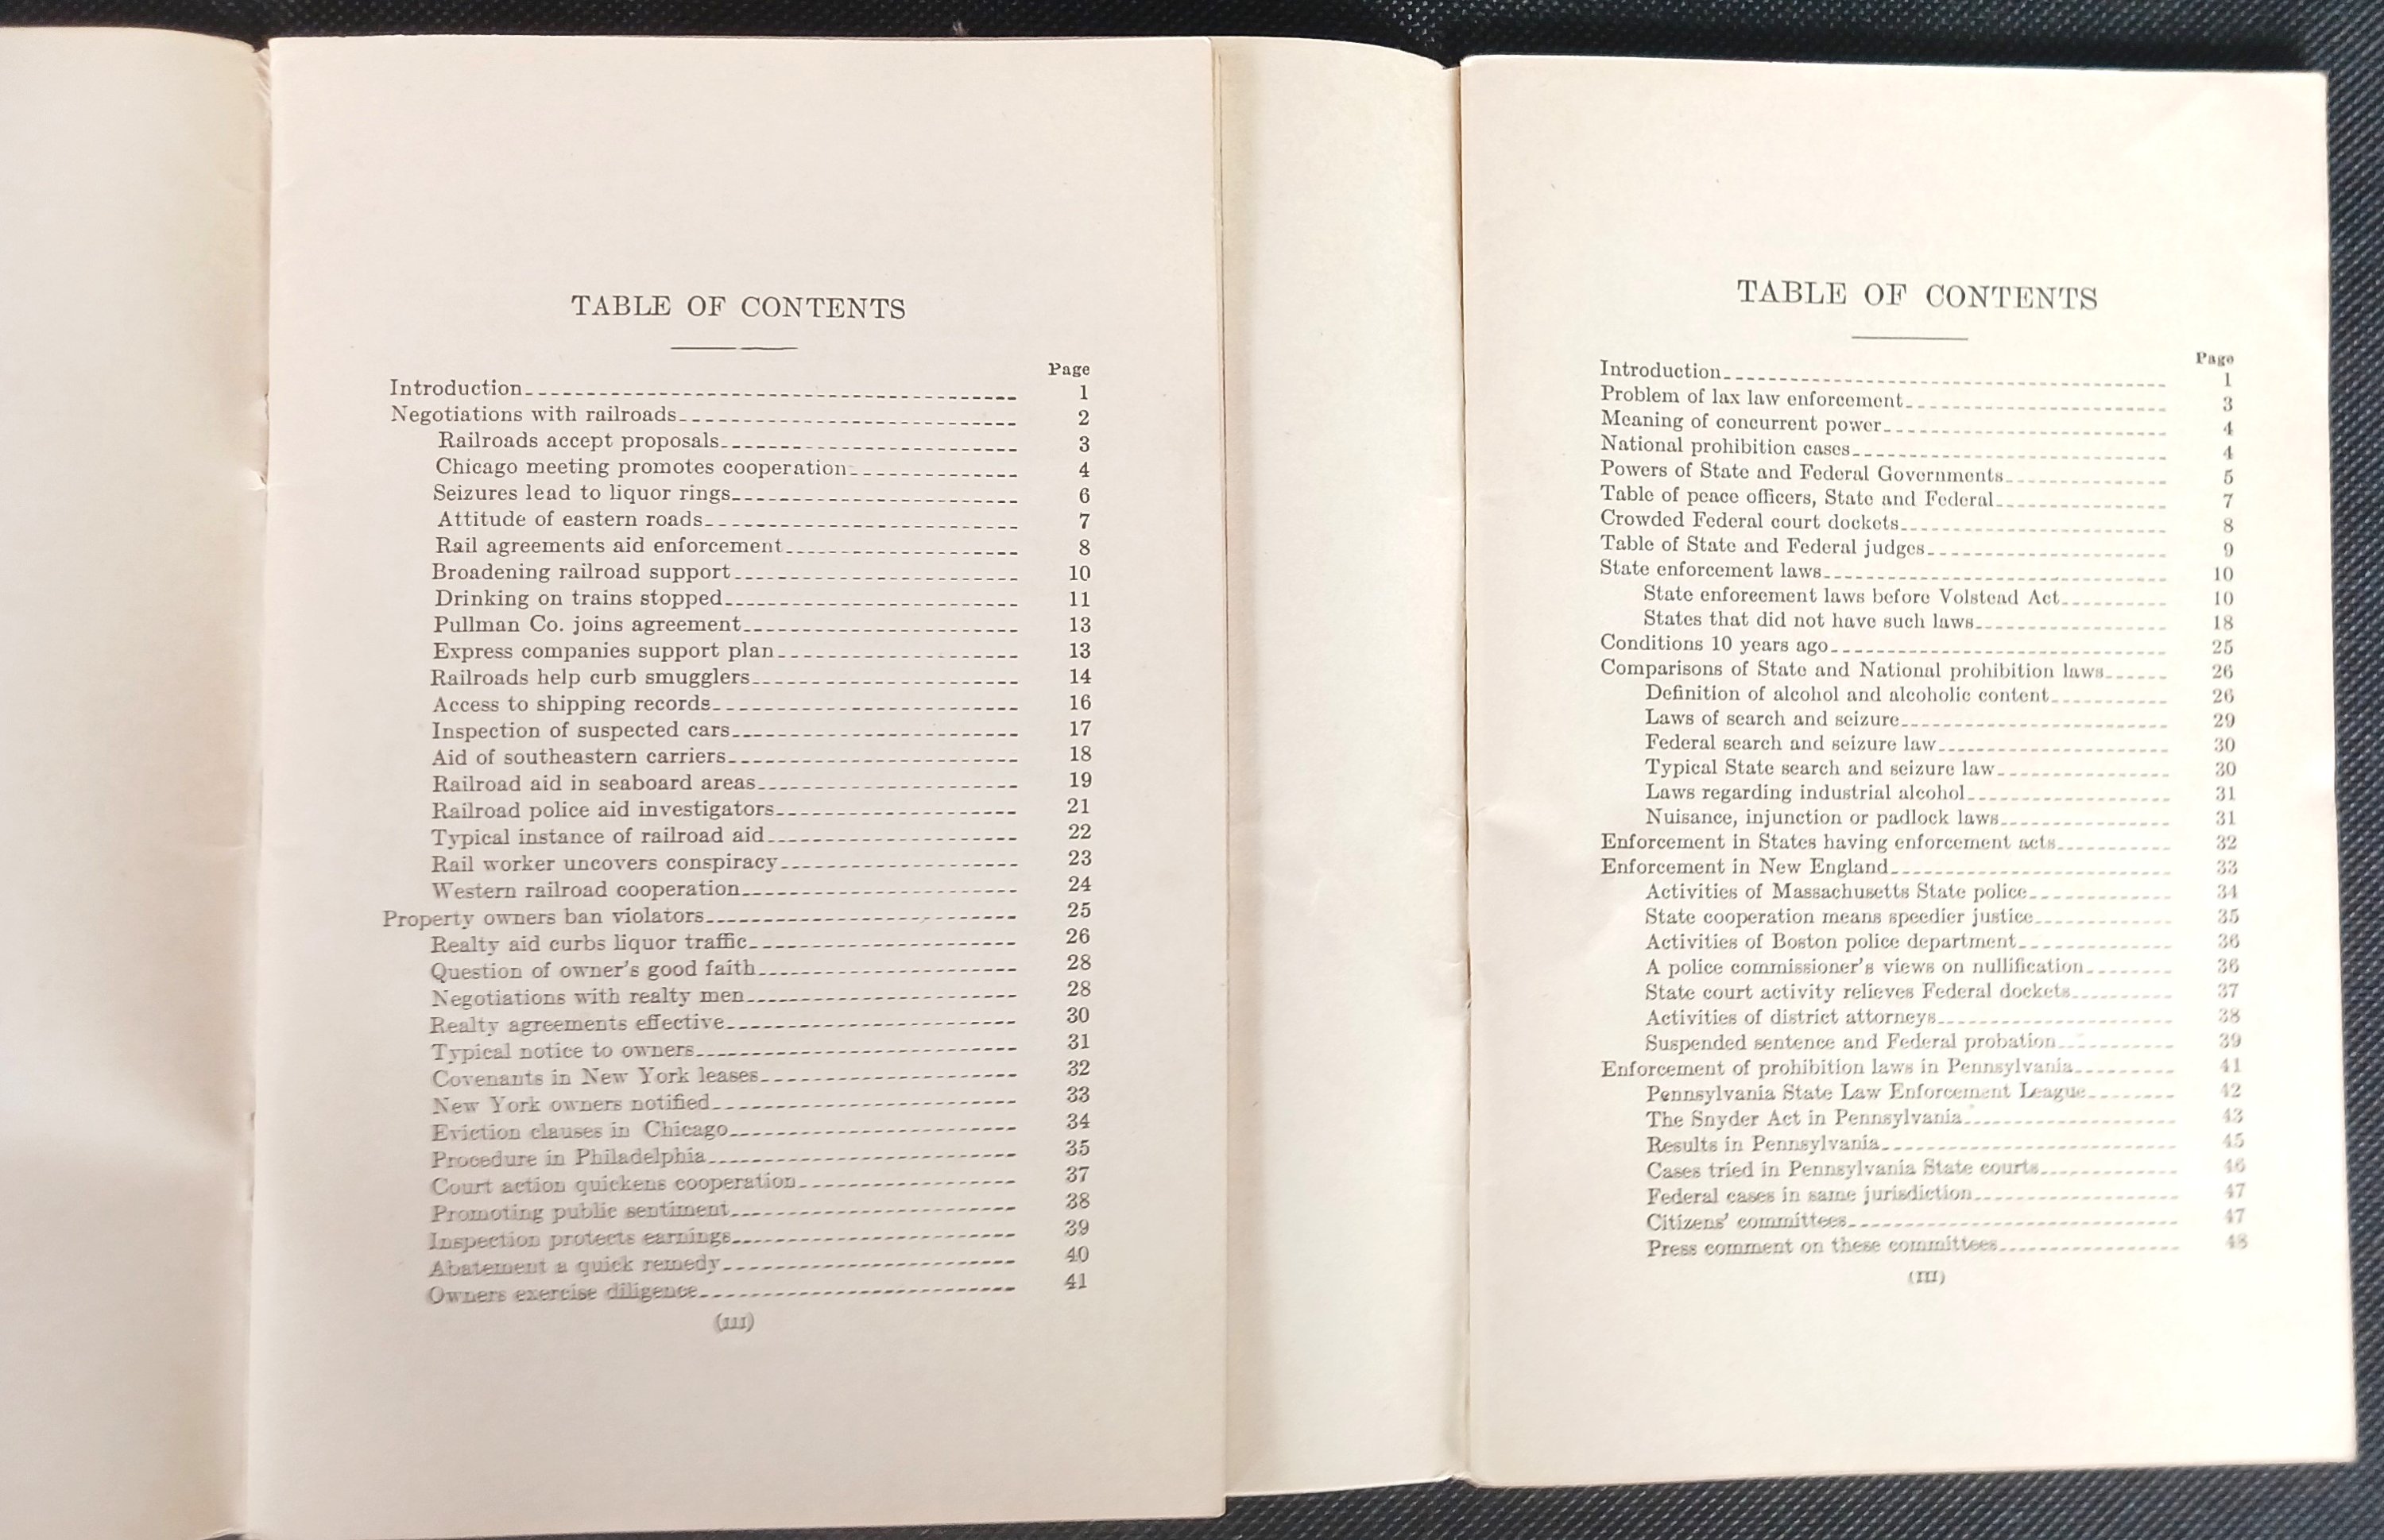 TABLE OF CONTENTS
Page
Introduction 1
Negotiations with railroads 2
Railroads accept proposals 3
Chicago meeting promotes cooperation 4
Seizures lead to liquor rings 6
Attitude of eastern roads 7
Rail agreements aid enforcement 8
Broadening railroad support 10
Drinking on trains stopped 11
Pullman Co. joins agreement 13
Express companies support plan 13
Railroads help curb smugglers 14
Access to shipping records 16
Inspection of suspected cars 17
Aid of southeastern carriers 18
Railroad aid in seaboard areas 19
Railroad police aid investigators 21
Typical instance of railroad aid 22
Rail worker uncovers conspiracy 23
Western railroad cooperation 24
Property owners ban violators 25
Realty aid curbs liquor traffic 26
Question of owner's good faith 28
Negotiations with realty men 28
Realty agreements effective 30
Typical notice to owners 31
Covenants in New York leases 32
New York owners notified 33
Eviction clauses in Chicago 34
Procedure in Philadelphia 35
Court action quickens cooperation 37
Promoting public sentiment 38
Inspection protects earnings 39
Abatement a quick remedy 40
Owners exercise diligence 41
(III)
TABLE OF CONTENTS
Page
Introduction 1
Problem of lax law enforcement 3
Meaning of concurrent power 4
National prohibition cases 4
Powers of State and Federal Governments 5
Table of peace officers, State and Federal 7
Crowded Federal court dockets 8
Table of State and Federal judges 9
State enforcement laws 10
State enforcement laws before Volstead Act 10
States that did not have such laws 18
Conditions 10 years ago 25
Comparisons of State and National prohibition laws 26
Definition of alcohol and alcoholic content 26
Laws of search and seizure 29
Federal search and seizure law 30
Typical State search and seizure law 30
Laws regarding industrial alcohol 31
Nuisance, injunction or padlock laws 31
Enforcement in States having enforcement acts 32
Enforcement in New England 33
Activities of Massachusetts State police 34
State cooperation means speedier justice 35
Activities of Boston police department 36
A police commissioner's views on nullification 36
State court activity relieves Federal dockets 37
Activities of district attorneys 38
Suspended sentence and Federal probation 39
Enforcement of prohibition laws in Pennsylvania 41
Pennsylvania State Law Enforcement League 42
The Snyder Act in Pennsylvania 43
Results in Pennsylvania 45
Cases tried in Pennsylvania State courts 46
Federal cases in same jurisdiction 47
Citizens' committees 47
Press comment on these committees 48
(III)